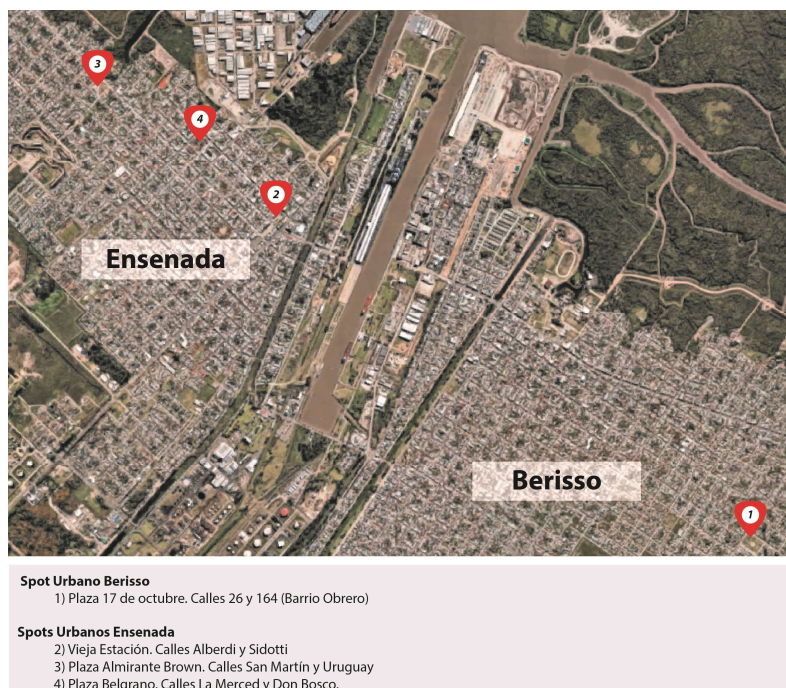 3
4
2
Ensenada
Berisso
1
Spot Urbano Berisso
1) Plaza 17 de octubre. Calles 26 y 164 (Barrio Obrero)
Spots Urbanos Ensenada
2) Vieja Estación. Calles Alberdi y Sidotti
3) Plaza Almirante Brown. Calles San Martín y Uruguay
4) Plaza Belgrano. Calles La Merced y Don Bosco.